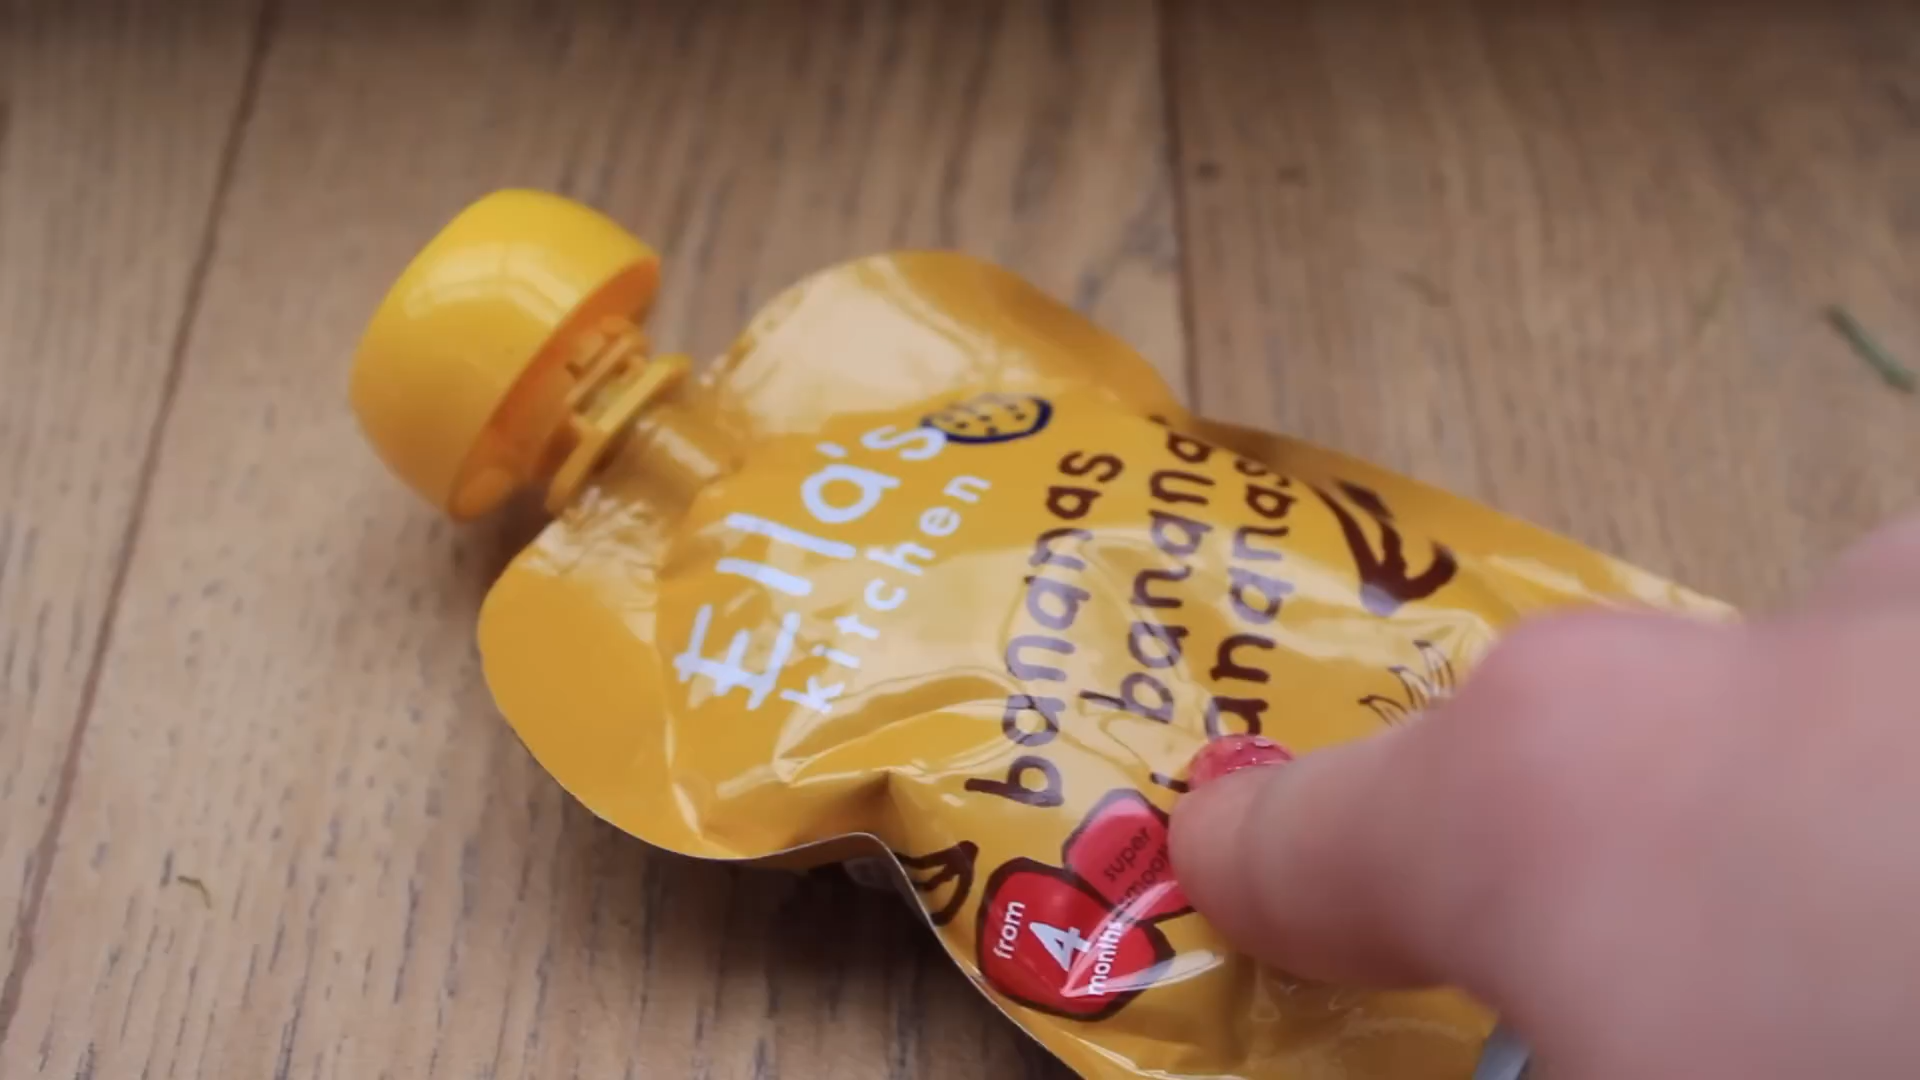 Ella's
kitchen
bananas
bananas
bananas
super
from
4
months